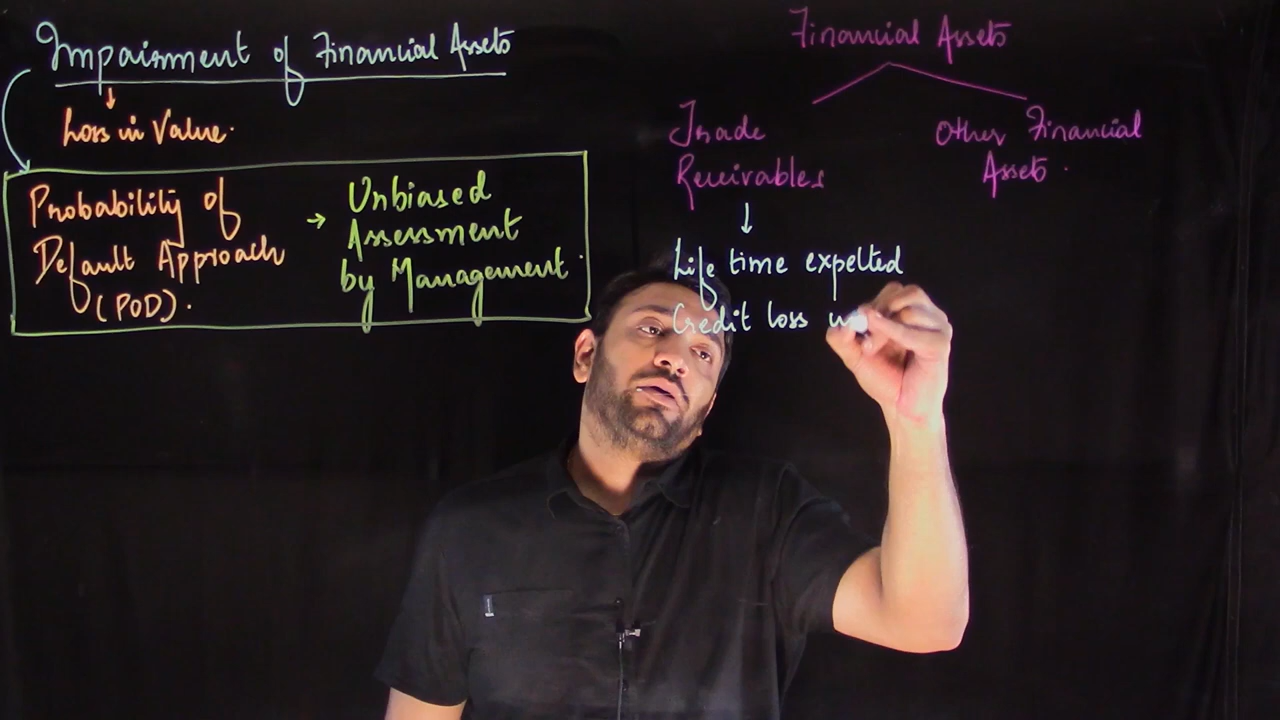 Impairment of Financial Assets
Loss in Value.
Probability of
Default Approach
(POD).
→ Unbiased
Assessment
by Management.
Financial Assets
Trade
Receivables
Other Financial
Assets.
Life time expected
Credit loss